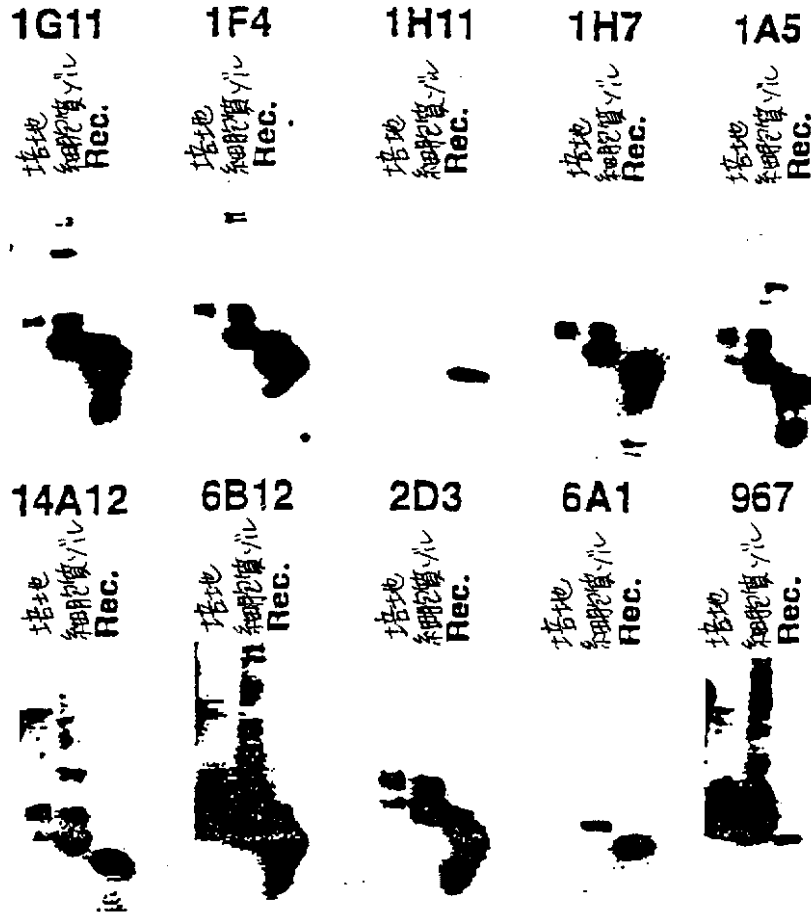 1G11
培地
細胞質ゾル
Rec.
1F4
培地
細胞質ゾル
Rec.
1H11
培地
細胞質ゾル
Rec.
1H7
培地
細胞質ゾル
Rec.
1A5
培地
細胞質ゾル
Rec.
14A12
培地
細胞質ゾル
Rec.
6B12
培地
細胞質ゾル
Rec.
2D3
培地
細胞質ゾル
Rec.
6A1
培地
細胞質ゾル
Rec.
967
培地
細胞質ゾル
Rec.